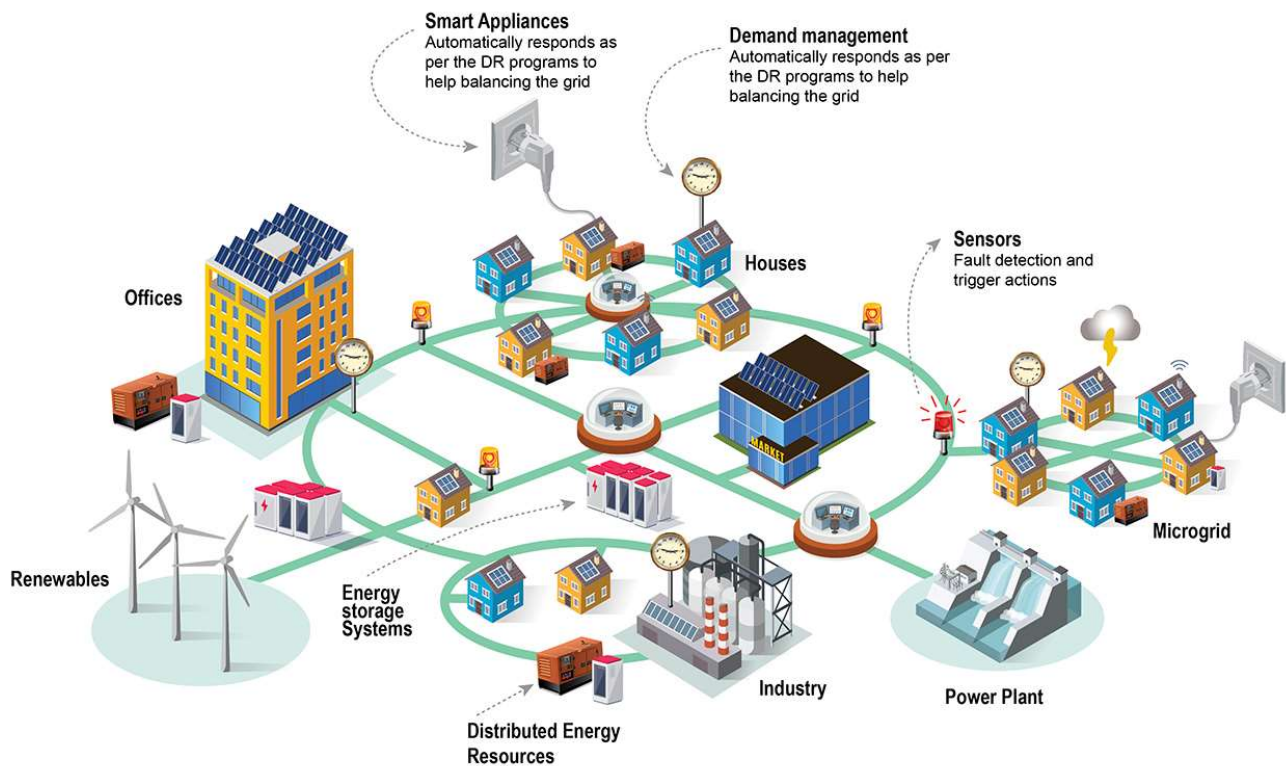 Smart Appliances
Automatically responds as
per the DR programs to
help balancing the grid
Demand management
Automatically responds as per
the DR programs to help
balancing the grid
Sensors
Fault detection and
trigger actions
Houses
Offices
MARKET
Microgrid
Renewables
Energy
storage
Systems
Industry
Power Plant
Distributed Energy
Resources